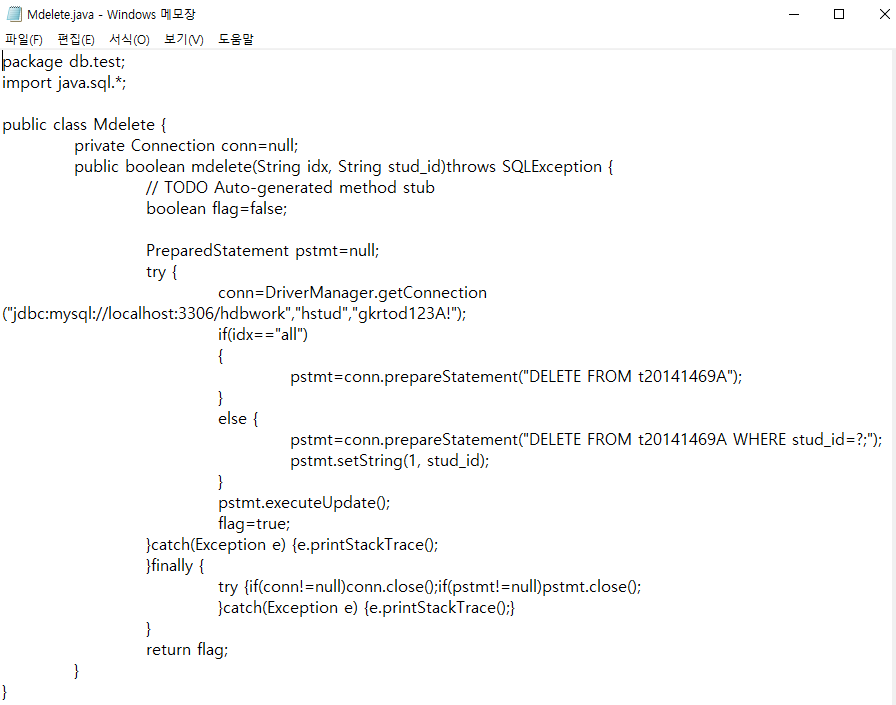 Mdelete.java - Windows 메모장
파일(F) 편집(E) 서식(O) 보기(V) 도움말
package db.test;
import java.sql.*;
public class Mdelete {
private Connection conn=null;
public boolean mdelete(String idx, String stud_id)throws SQLException {
// TODO Auto-generated method stub
boolean flag=false;
PreparedStatement pstmt=null;
try {
conn=DriverManager.getConnection
("jdbc:mysql://localhost:3306/hdbwork","hstud","gkrtod123A!");
if(idx=="all")
{
pstmt=conn.prepareStatement("DELETE FROM t20141469A");
}
else {
pstmt=conn.prepareStatement("DELETE FROM t20141469A WHERE stud_id=?;");
pstmt.setString(1, stud_id);
}
pstmt.executeUpdate();
flag=true;
}catch(Exception e) {e.printStackTrace();
}finally {
try {if(conn!=null)conn.close();if(pstmt!=null)pstmt.close();
}catch(Exception e) {e.printStackTrace();}
}
return flag;
}
}